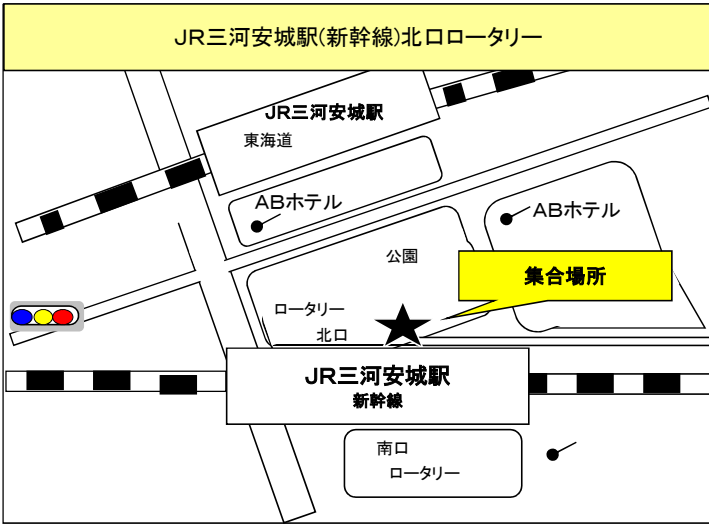 JR三河安城駅(新幹線)北口ロータリー
JR三河安城駅
東海道
ABホテル
ABホテル
公園
集合場所
ロータリー
北口
JR三河安城駅
新幹線
南口
ロータリー